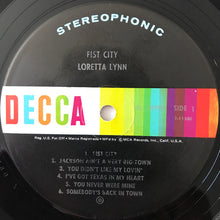 STEREOPHONIC
FIST CITY
LORETTA LYNN
DECCA
SIDE 1
1. FIST CITY
2. JACKSON AIN'T A VERY BIG TOWN
3. YOU DIDN'T LIKE MY LOVIN'
4. I'VE GOT TEXAS IN MY HEART
5. YOU NEVER WERE MINE
6. SOMEBODY'S BACK IN TOWN